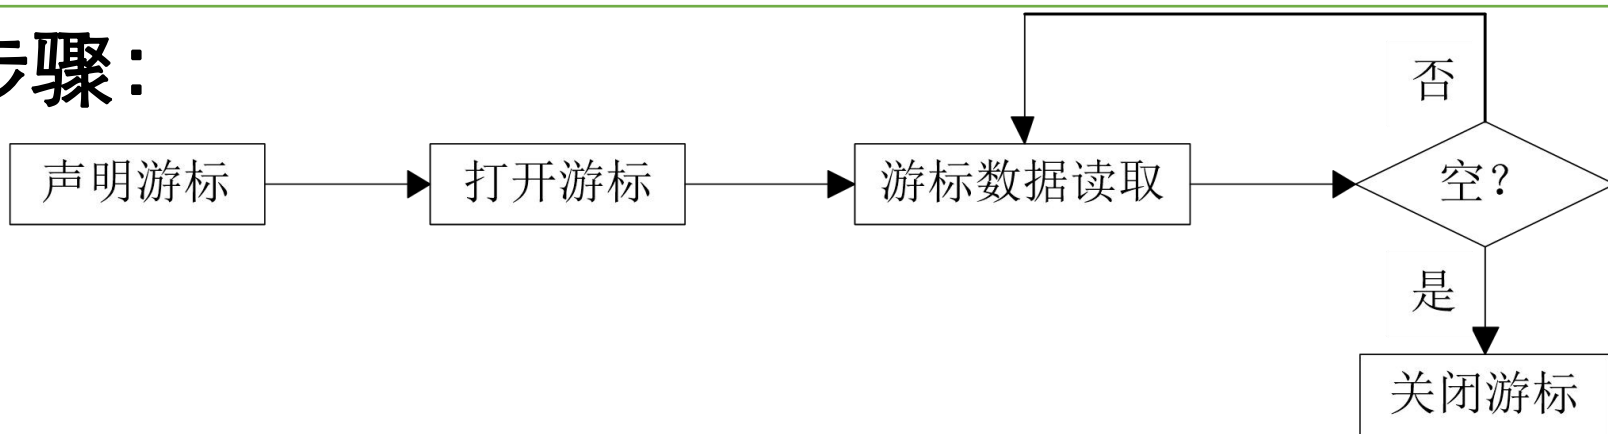 步骤:
声明游标
打开游标
游标数据读取
空?
否
是
关闭游标